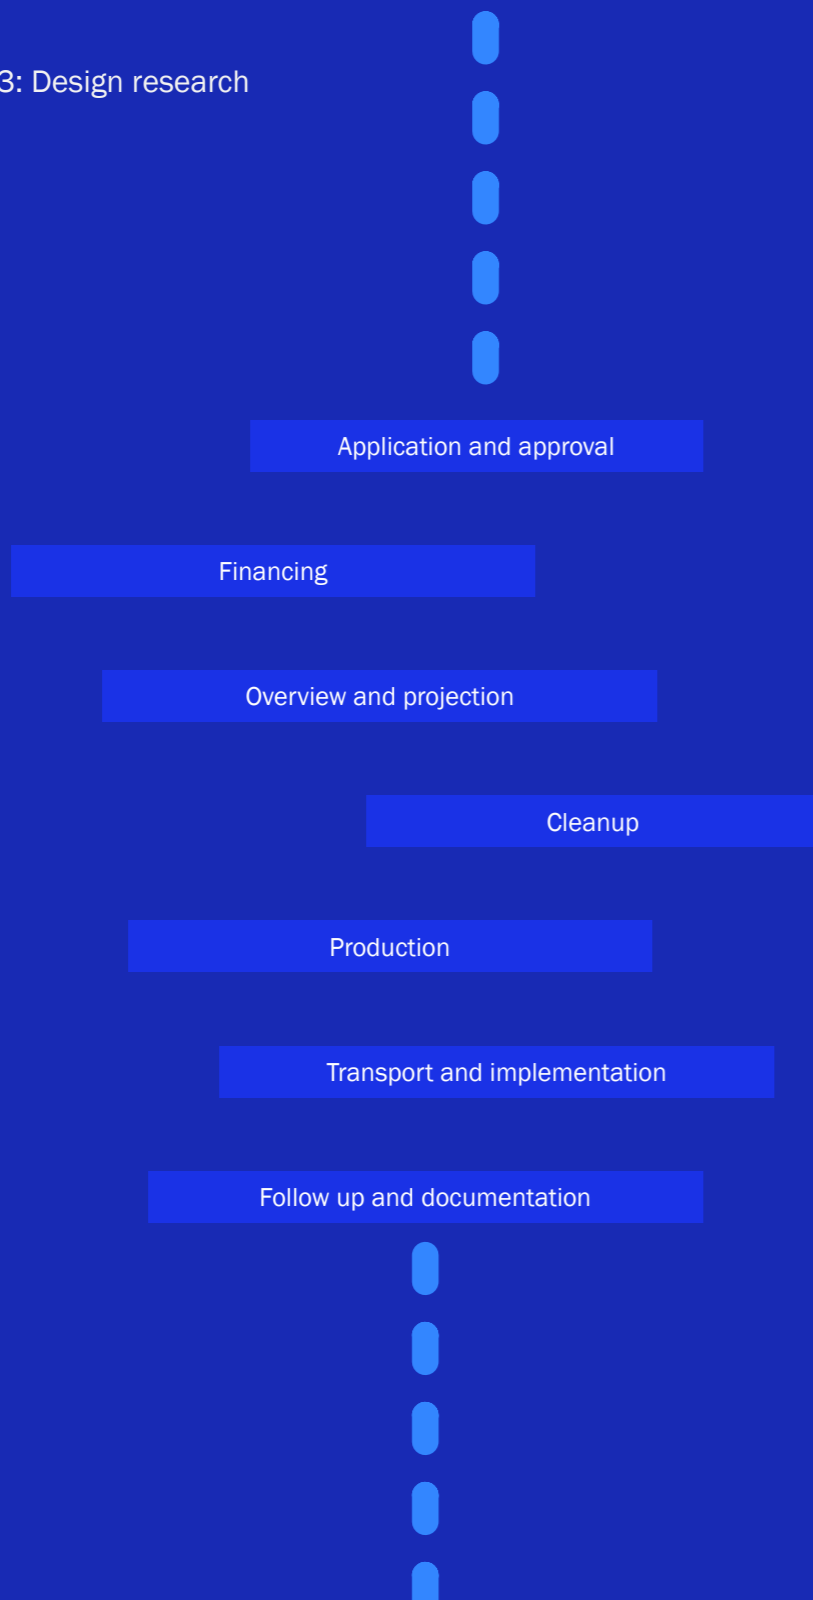 3: Design research
Application and approval
Financing
Overview and projection
Cleanup
Production
Transport and implementation
Follow up and documentation